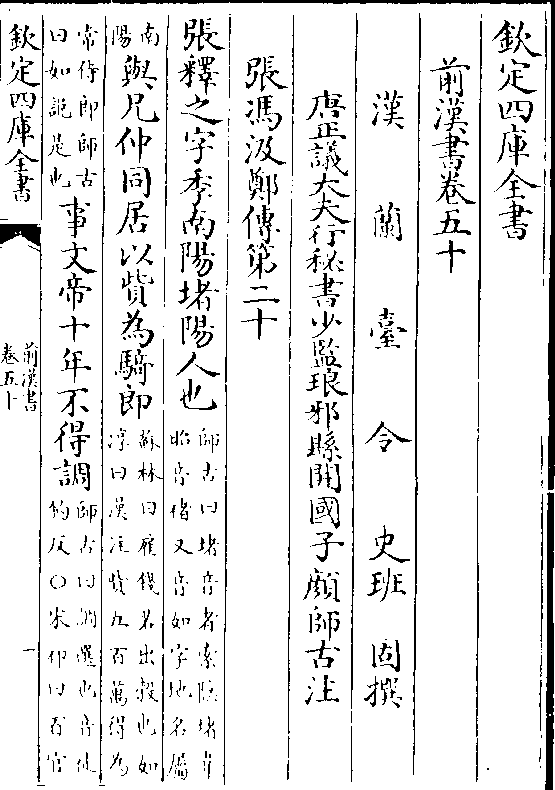 欽定四庫全書
前漢書卷五十
漢蘭臺令史班固撰
唐正議大夫行秘書少監琅邪縣開國子顔師古注
張馮汲鄭傳第二十
張釋之字季南陽堵陽人也師古曰堵音者
昭音堵又音如字地名屬
南陽與兄仲同居以貲為騎郎蘇林曰雇錢若出穀也如
淳曰漢注貲五百萬得為
常侍郎師古曰如說是也事文帝十年不得調師古曰調選也音徒
釣反○宋祁曰百官
欽定四庫全書
前漢書
卷五十
一